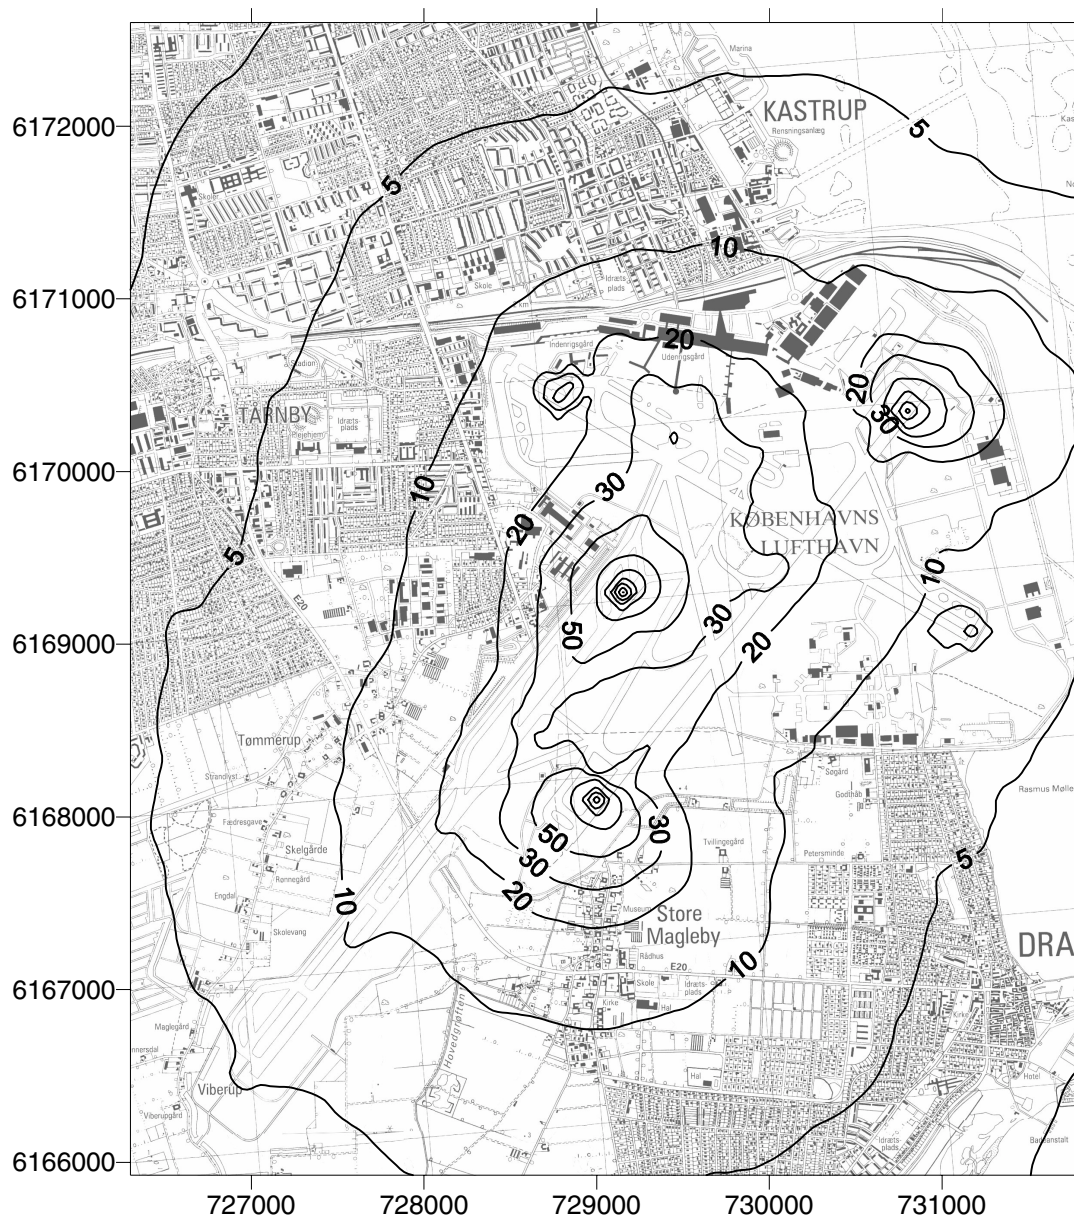 Marina
KASTRUP
Rensningsanlæg
6172000
5
5
Skole
10
Skole
Idræts
plads
6171000
Indenrigsgård
20
Udenrigsgård
Stadion
20
TÅRNBY
Idræts-
plads
30
6170000
10
30
20
KØBENHAVNS
LUFTHAVN
5
10
E20
6169000
50
30
20
Tømmerup
Strandlyst
Søgård
Godthåb
Rasmus Mølle
6168000
Fædresgave
Skelgårde
50
30
Tvillingegård
Petersminde
5
Rønnegård
30
Engdal
20
10
Museum
Store
Magleby
Skolevang
DRA
Rådhus
10
E20
6167000
Skole
Idræts-
plads
Maglegård
Kirke
Hal
Kirke
Hovedgrøften
nnersdal
Viberup
Hal
Hotel
Viberupgård
Idræts-
plads
Badeanstalt
6166000
727000
728000
729000
730000
731000